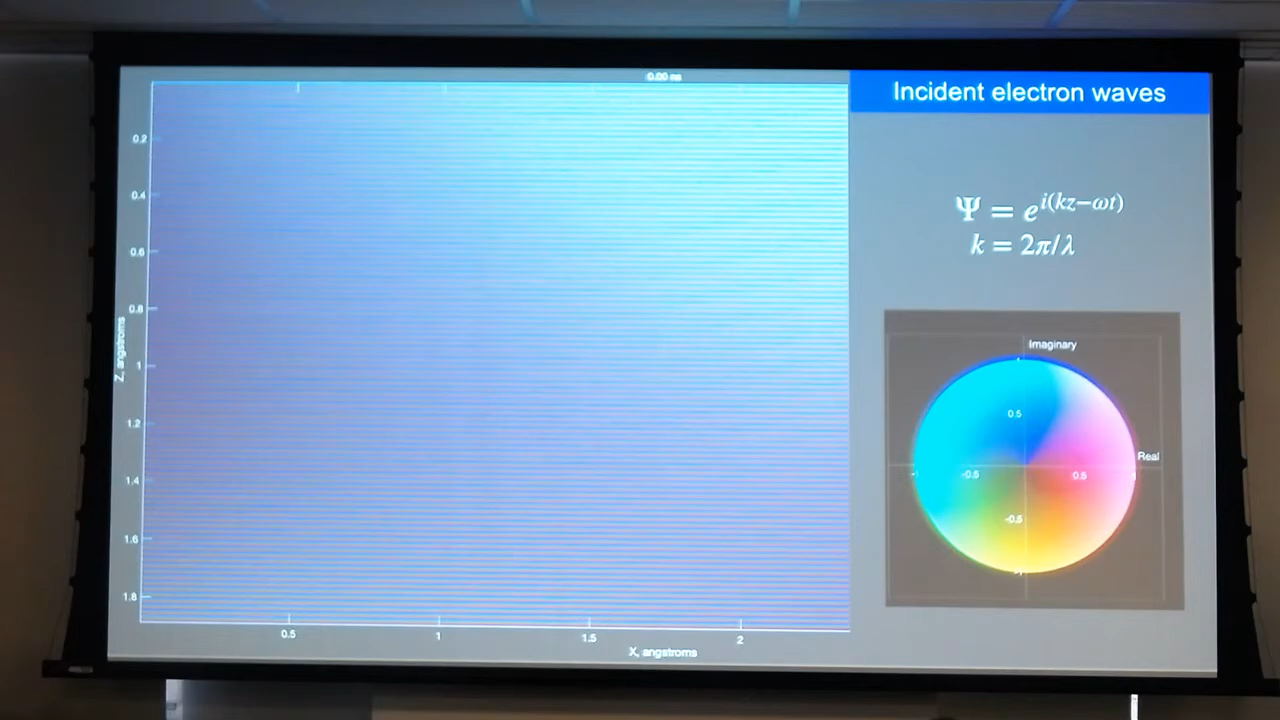 0.00 ns
Incident electron waves
Ψ = e^{i(kz−ωt)}
k = 2π/λ
Z, angstroms
0.2
0.4
0.6
0.8
1
1.2
1.4
1.6
1.8
0.5
1
1.5
2
X, angstroms
Imaginary
0.5
Real
-1
-0.5
0.5
-0.5